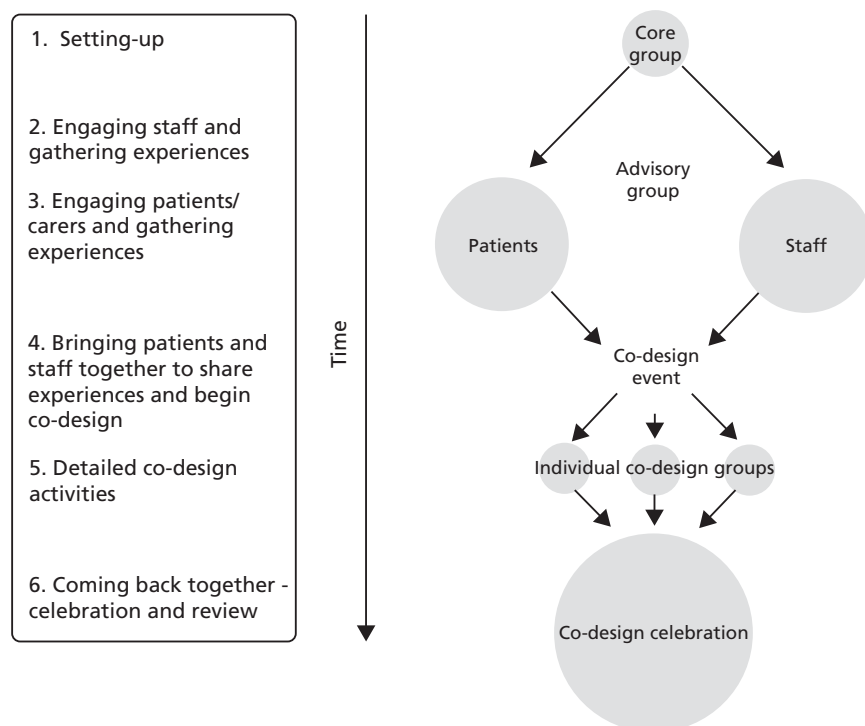 1. Setting-up
2. Engaging staff and
gathering experiences
3. Engaging patients/
carers and gathering
experiences
4. Bringing patients and
staff together to share
experiences and begin
co-design
5. Detailed co-design
activities
6. Coming back together -
celebration and review
Time
Core
group
Advisory
group
Patients
Staff
Co-design
event
Individual co-design groups
Co-design celebration